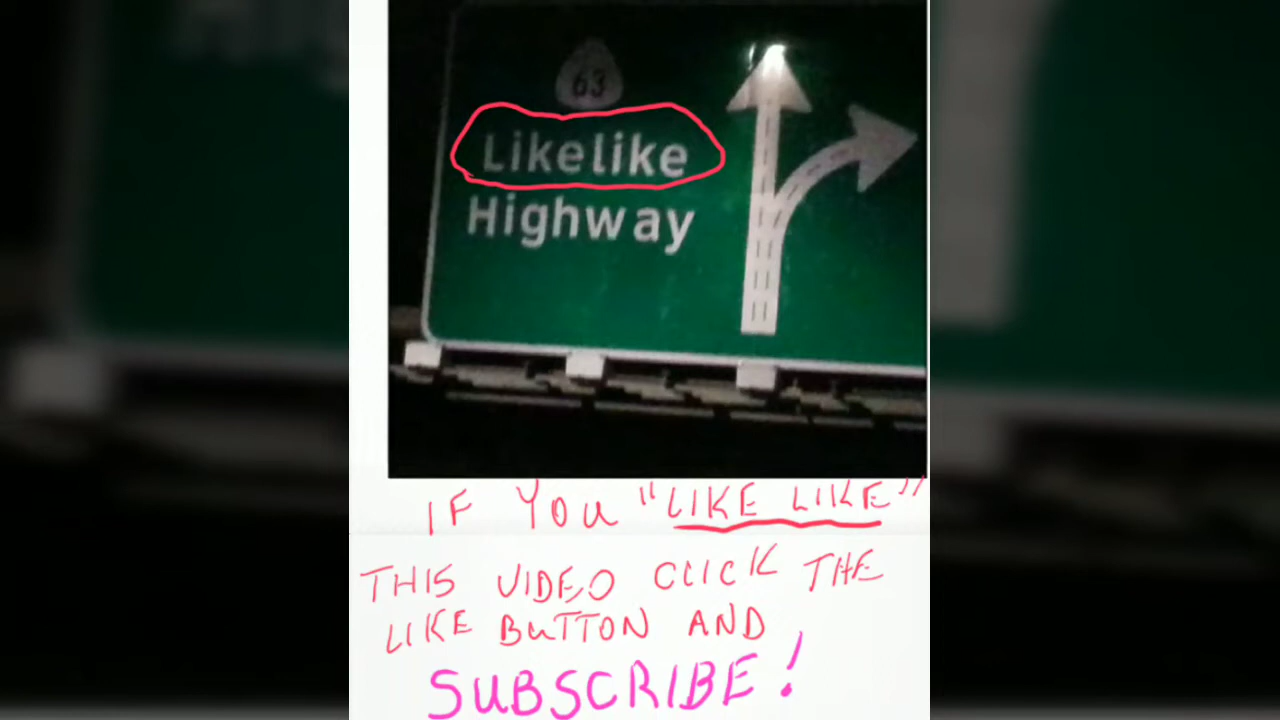 63
Likelike
Highway
IF YOU "LIKE LIKE"
THIS VIDEO CLICK THE
LIKE BUTTON AND
SUBSCRIBE!